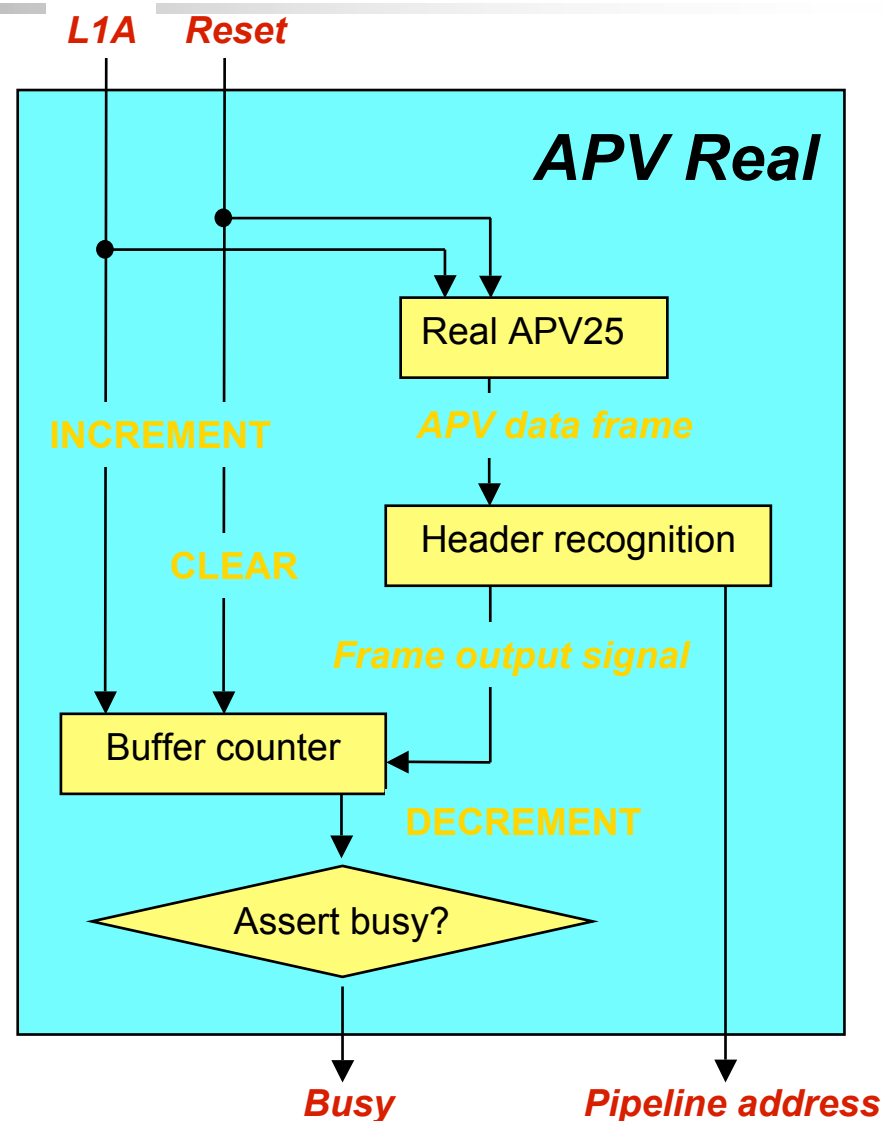 L1A Reset
APV Real
Real APV25
INCREMENT
APV data frame
Header recognition
CLEAR
Frame output signal
Buffer counter
DECREMENT
Assert busy?
Busy
Pipeline address